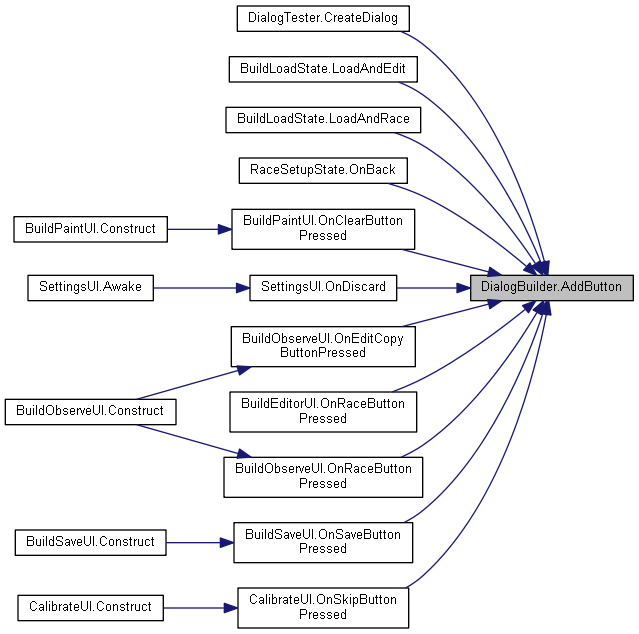 DialogTester.CreateDialog
BuildLoadState.LoadAndEdit
BuildLoadState.LoadAndRace
RaceSetupState.OnBack
BuildPaintUI.Construct
BuildPaintUI.OnClearButton
Pressed
SettingsUI.Awake
SettingsUI.OnDiscard
DialogBuilder.AddButton
BuildObserveUI.OnEditCopy
ButtonPressed
BuildObserveUI.Construct
BuildEditorUI.OnRaceButton
Pressed
BuildObserveUI.OnRaceButton
Pressed
BuildSaveUI.Construct
BuildSaveUI.OnSaveButton
Pressed
CalibrateUI.Construct
CalibrateUI.OnSkipButton
Pressed